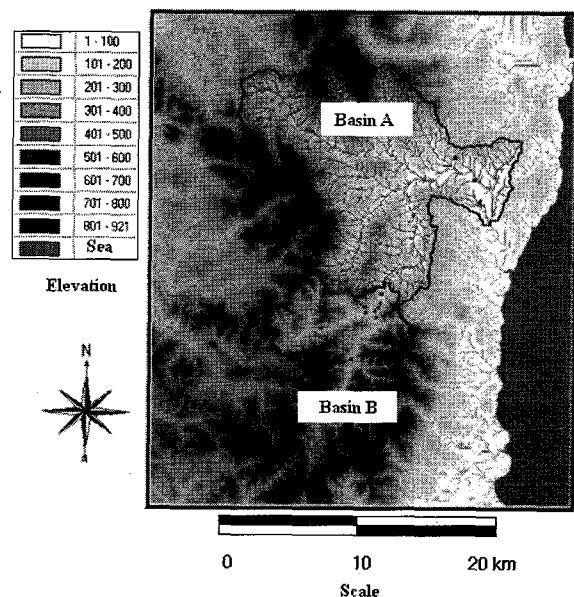 1 - 100
101 - 200
201 - 300
301 - 400
401 - 500
501 - 600
601 - 700
701 - 800
801 - 921
Sea
Elevation
Basin A
N
Basin B
0 10 20 km
Scale